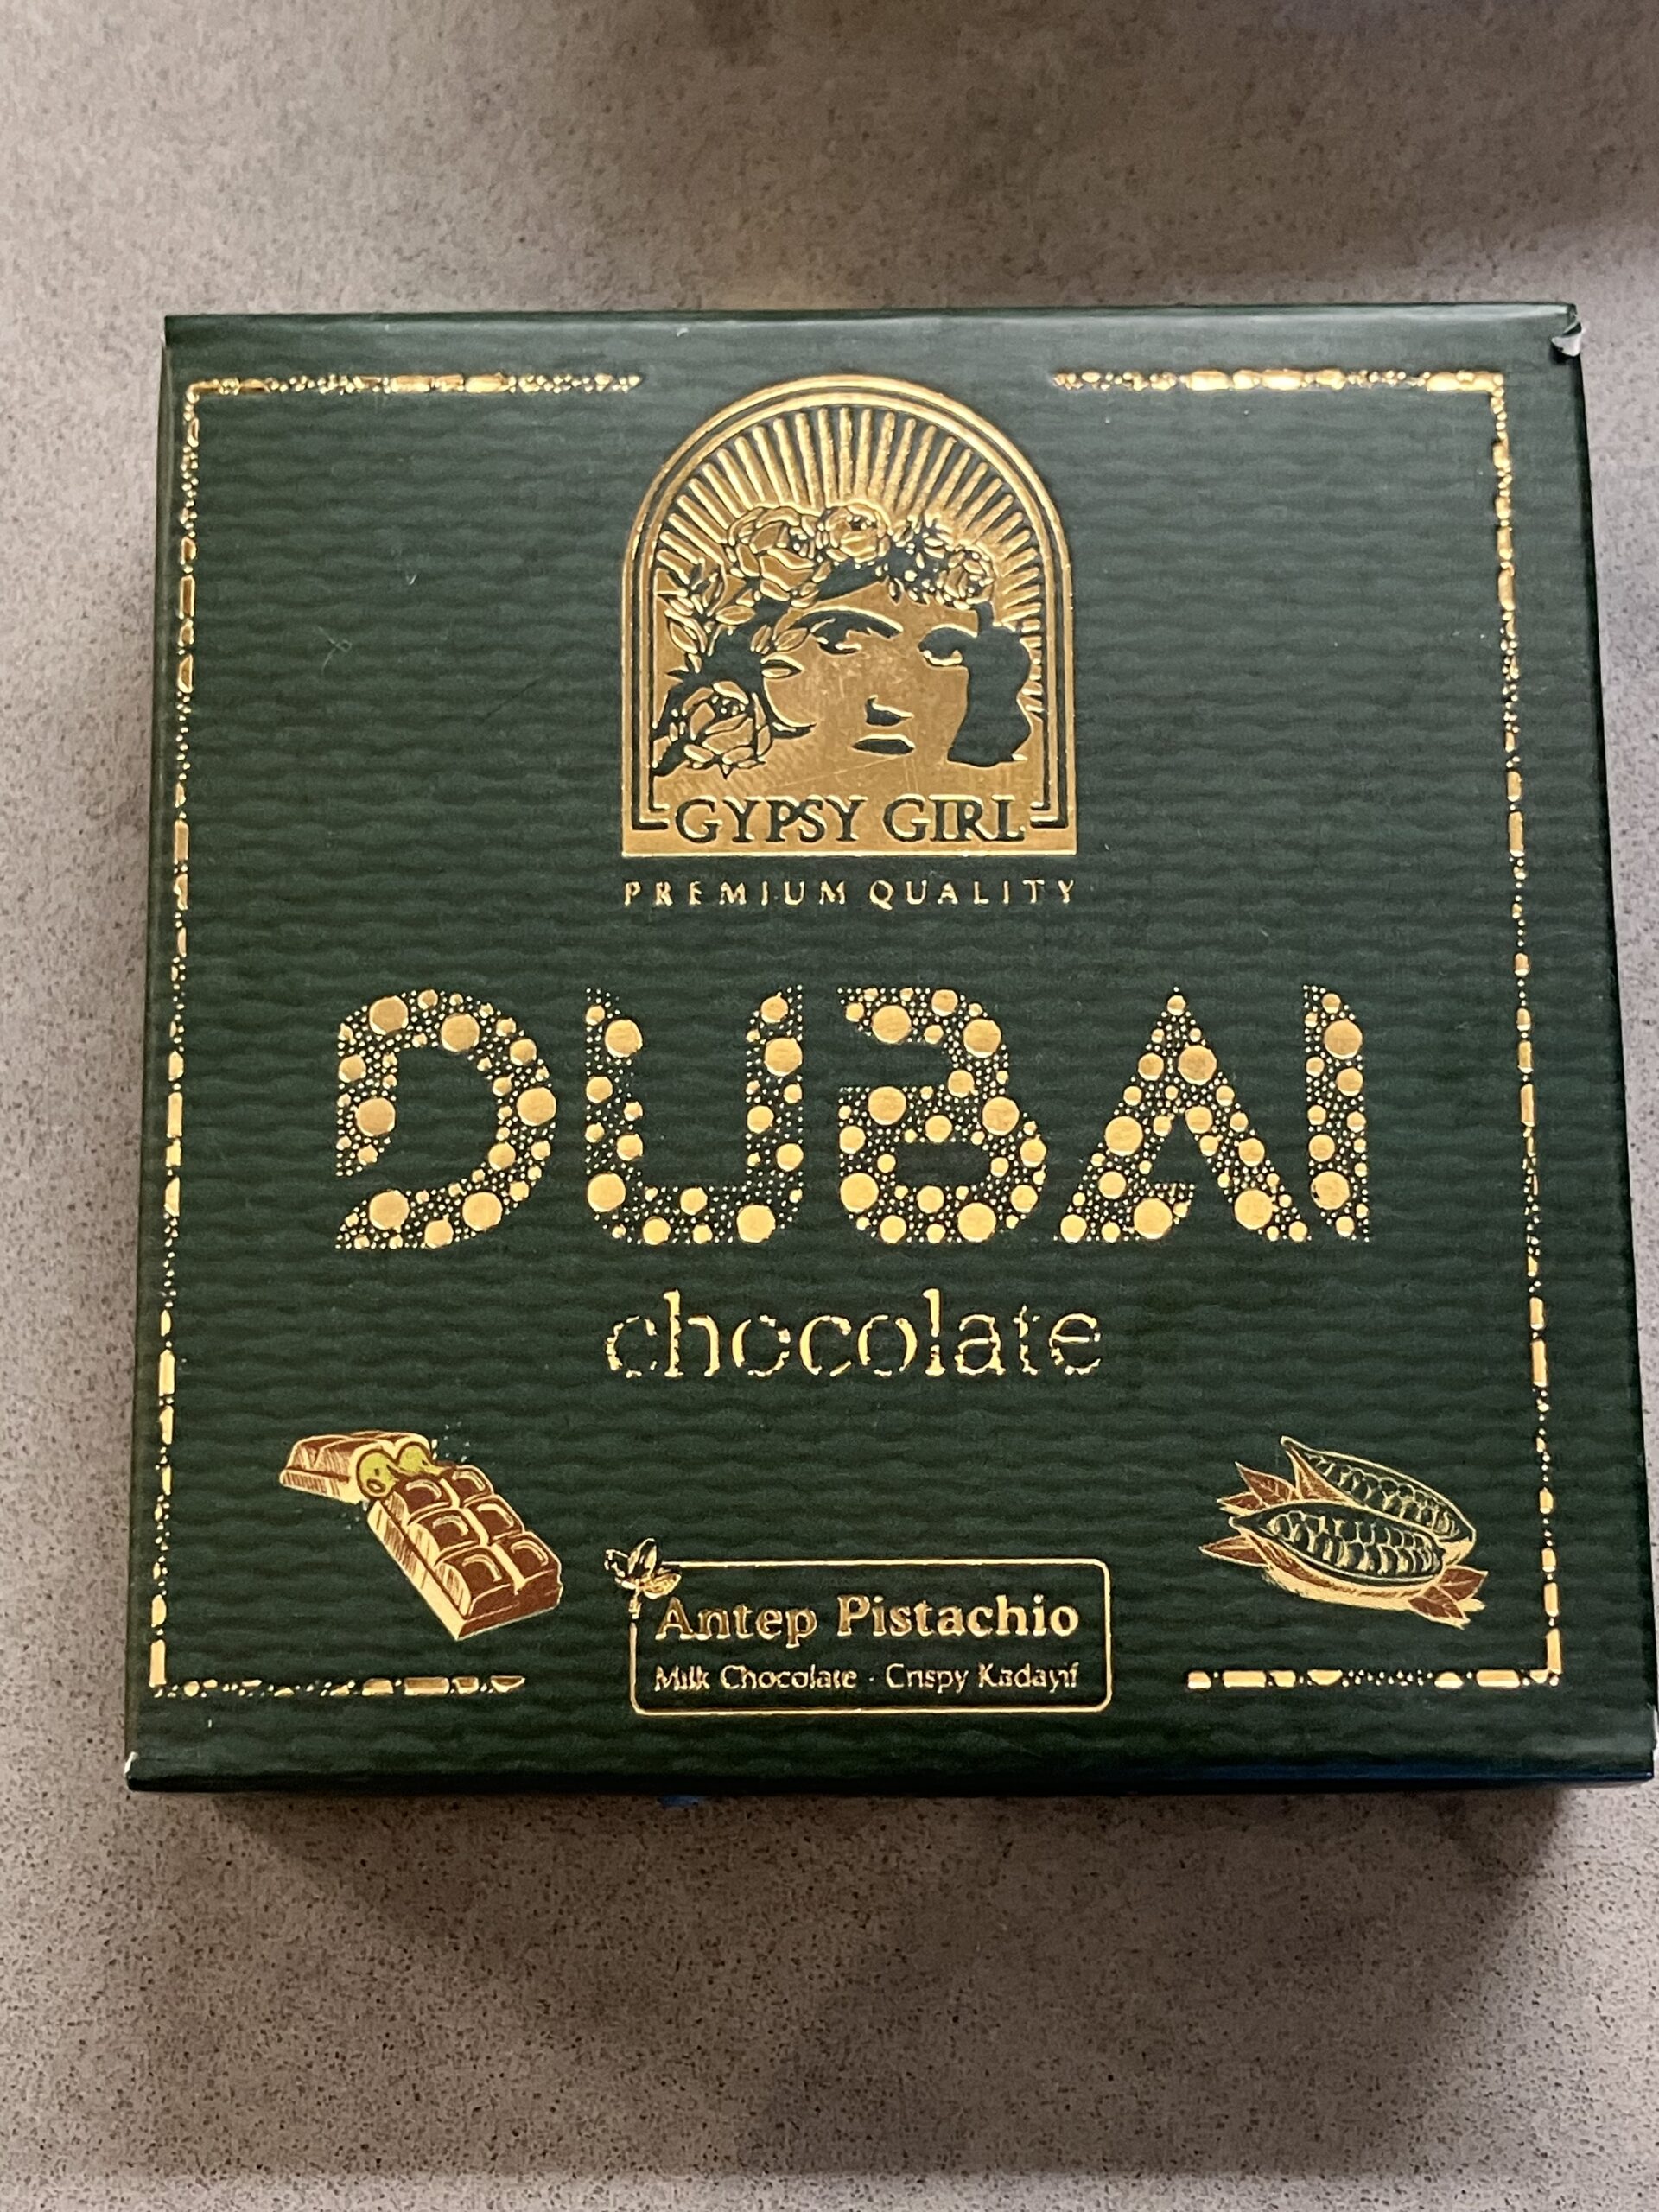 GYPSY GIRL
PREMIUM QUALITY
DUBAI
chocolate
Antep Pistachio
Milk Chocolate · Crispy Kadayıf